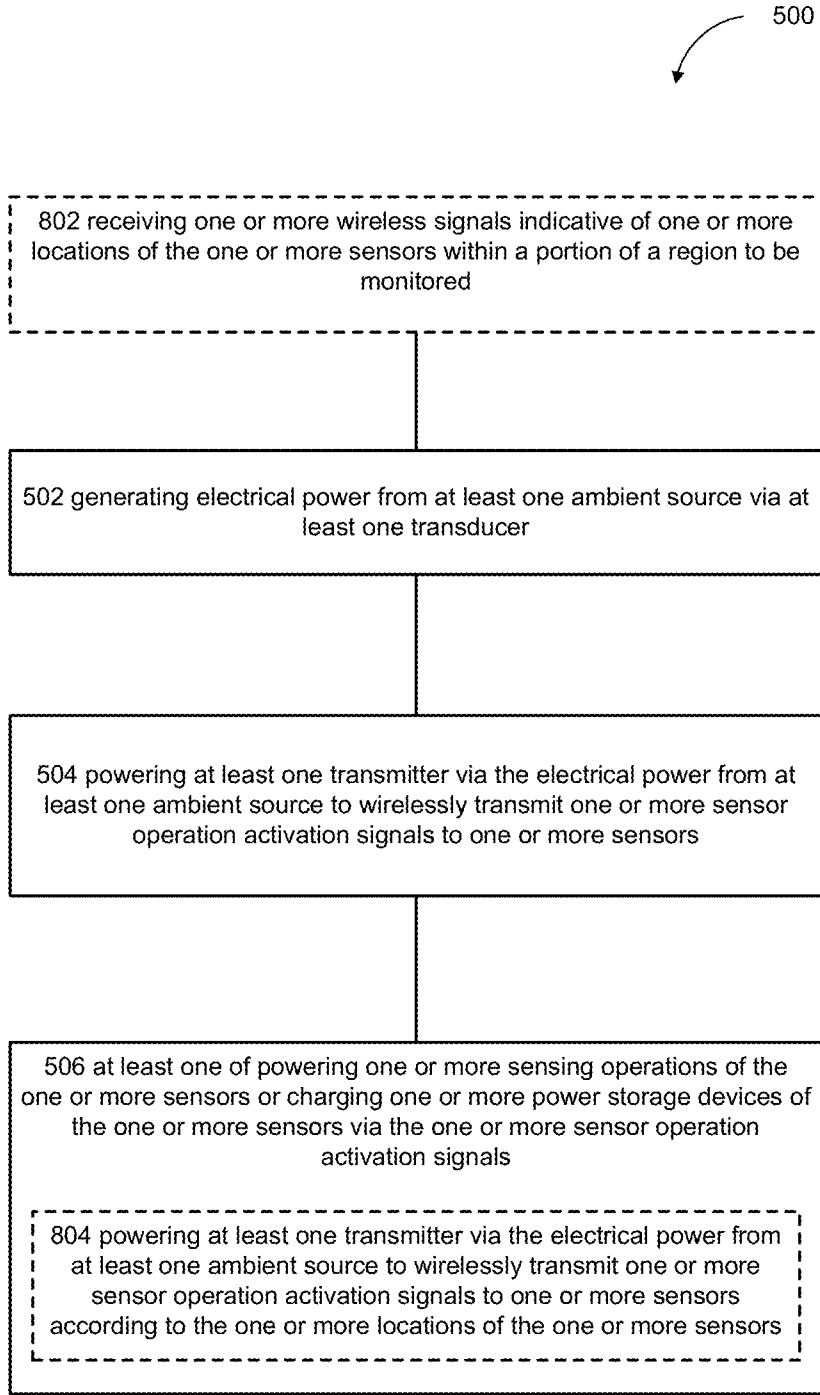 500
802 receiving one or more wireless signals indicative of one or more
locations of the one or more sensors within a portion of a region to be
monitored
502 generating electrical power from at least one ambient source via at
least one transducer
504 powering at least one transmitter via the electrical power from at
least one ambient source to wirelessly transmit one or more sensor
operation activation signals to one or more sensors
506 at least one of powering one or more sensing operations of the
one or more sensors or charging one or more power storage devices of
the one or more sensors via the one or more sensor operation
activation signals
804 powering at least one transmitter via the electrical power from
at least one ambient source to wirelessly transmit one or more
sensor operation activation signals to one or more sensors
according to the one or more locations of the one or more sensors